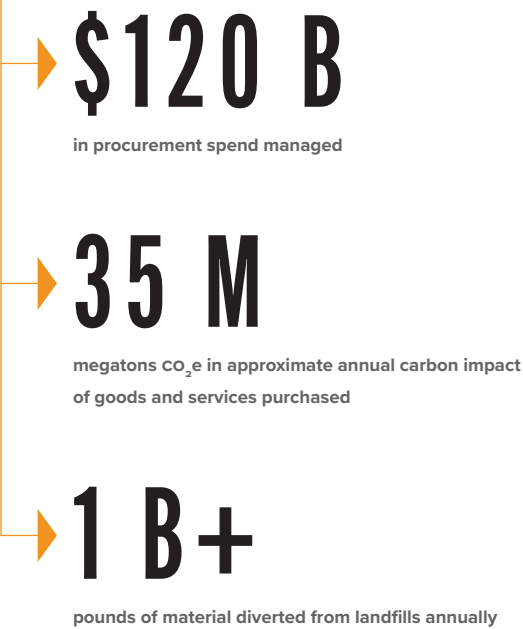 $120 B
in procurement spend managed
35 M
megatons CO₂e in approximate annual carbon impact
of goods and services purchased
1 B+
pounds of material diverted from landfills annually